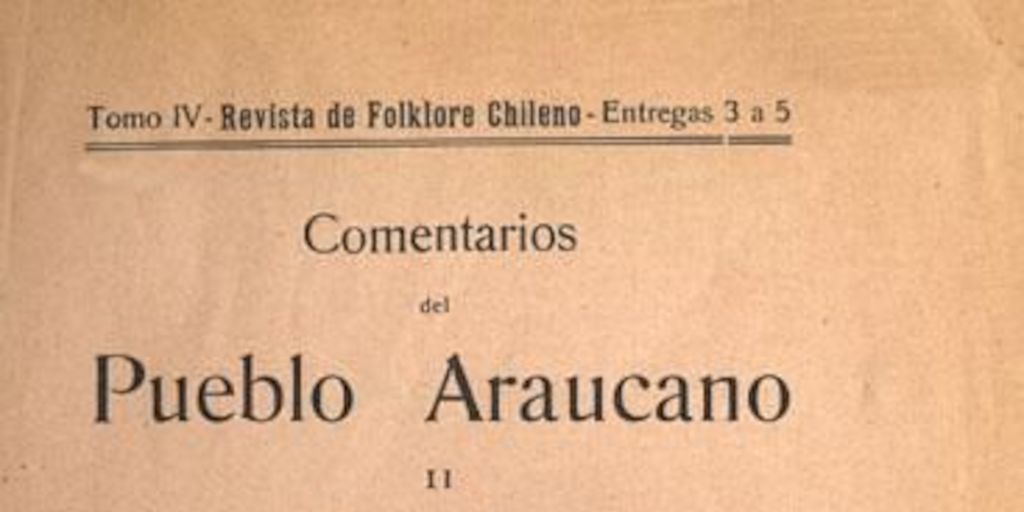 Tomo IV - Revista de Folklore Chileno - Entregas 3 a 5
Comentarios
del
Pueblo Araucano
II